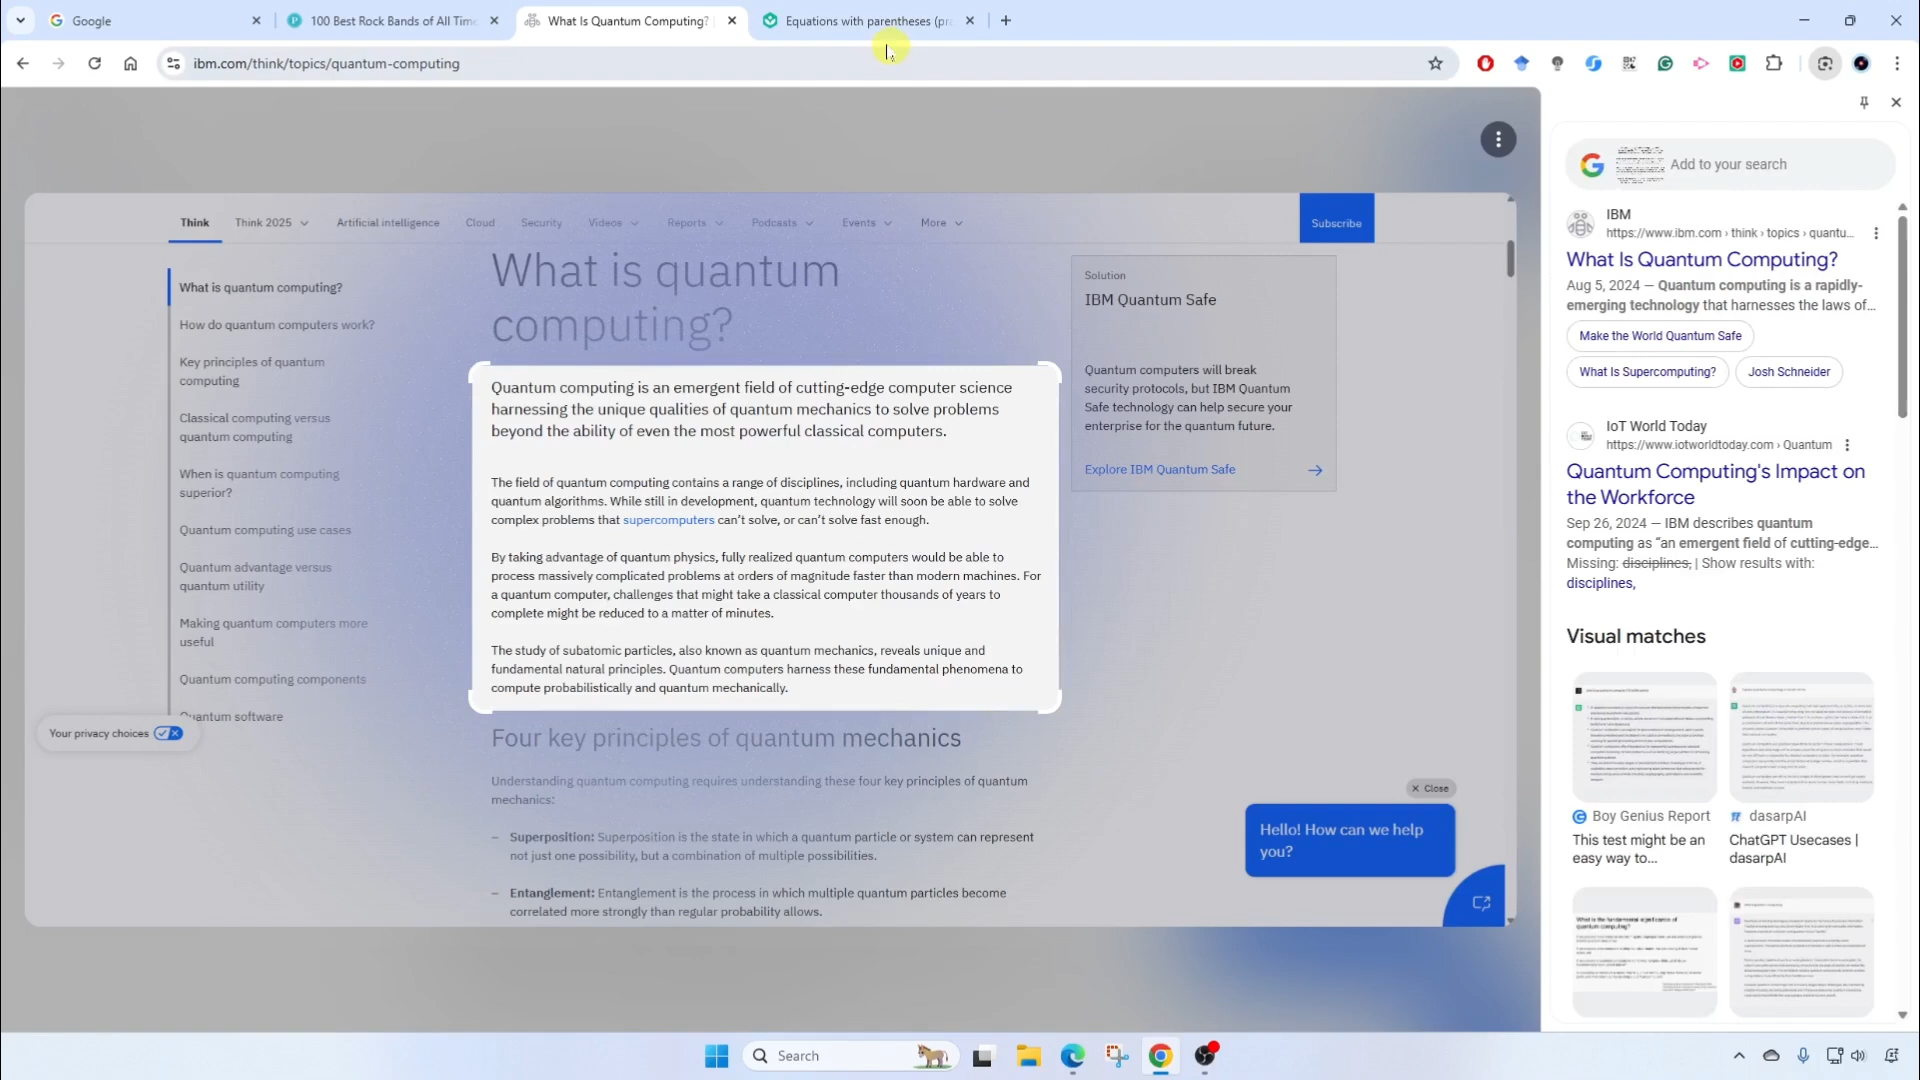 Google
100 Best Rock Bands of All Time
What Is Quantum Computing?
Equations with parentheses (pr
ibm.com/think/topics/quantum-computing
Think
Think 2025
Artificial intelligence
Cloud
Security
Videos
Reports
Podcasts
Events
More
Subscribe
What is quantum computing?
How do quantum computers work?
Key principles of quantum
computing
Classical computing versus
quantum computing
When is quantum computing
superior?
Quantum computing use cases
Quantum advantage versus
quantum utility
Making quantum computers more
useful
Quantum computing components
Quantum software
Your privacy choices
What is quantum
computing?
Quantum computing is an emergent field of cutting-edge computer science
harnessing the unique qualities of quantum mechanics to solve problems
beyond the ability of even the most powerful classical computers.
The field of quantum computing contains a range of disciplines, including quantum hardware and
quantum algorithms. While still in development, quantum technology will soon be able to solve
complex problems that supercomputers can't solve, or can't solve fast enough.
By taking advantage of quantum physics, fully realized quantum computers would be able to
process massively complicated problems at orders of magnitude faster than modern machines. For
a quantum computer, challenges that might take a classical computer thousands of years to
complete might be reduced to a matter of minutes.
The study of subatomic particles, also known as quantum mechanics, reveals unique and
fundamental natural principles. Quantum computers harness these fundamental phenomena to
compute probabilistically and quantum mechanically.
Four key principles of quantum mechanics
Understanding quantum computing requires understanding these four key principles of quantum
mechanics:
– Superposition: Superposition is the state in which a quantum particle or system can represent
not just one possibility, but a combination of multiple possibilities.
– Entanglement: Entanglement is the process in which multiple quantum particles become
correlated more strongly than regular probability allows.
Solution
IBM Quantum Safe
Quantum computers will break
security protocols, but IBM Quantum
Safe technology can help secure your
enterprise for the quantum future.
Explore IBM Quantum Safe
Close
Hello! How can we help
you?
Add to your search
IBM
https://www.ibm.com › think › topics › quantu...
What Is Quantum Computing?
Aug 5, 2024 — Quantum computing is a rapidly-
emerging technology that harnesses the laws of...
Make the World Quantum Safe
What Is Supercomputing?
Josh Schneider
IoT World Today
https://www.iotworldtoday.com › Quantum
Quantum Computing's Impact on
the Workforce
Sep 26, 2024 — IBM describes quantum
computing as "an emergent field of cutting-edge...
Missing: disciplines, | Show results with:
disciplines,
Visual matches
Boy Genius Report
This test might be an
easy way to...
dasarpAI
ChatGPT Usecases |
dasarpAI
What is the fundamental significance of
quantum computing?
Search